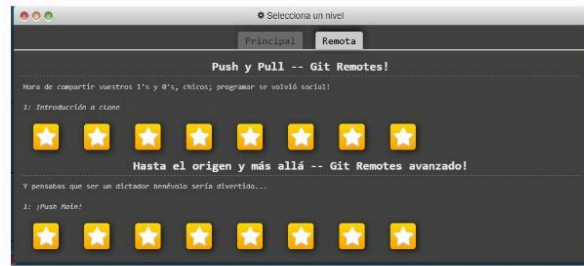 Selecciona un nivel
Principal Remota
Push y Pull -- Git Remotes!
Hora de compartir vuestros 1's y 0's, chicos; programar se volvió social!
1: Introducción a clone
Hasta el origen y más allá -- Git Remotes avanzado!
Y pensabas que ser un dictador benévolo sería divertido...
1: ¡Push Main!